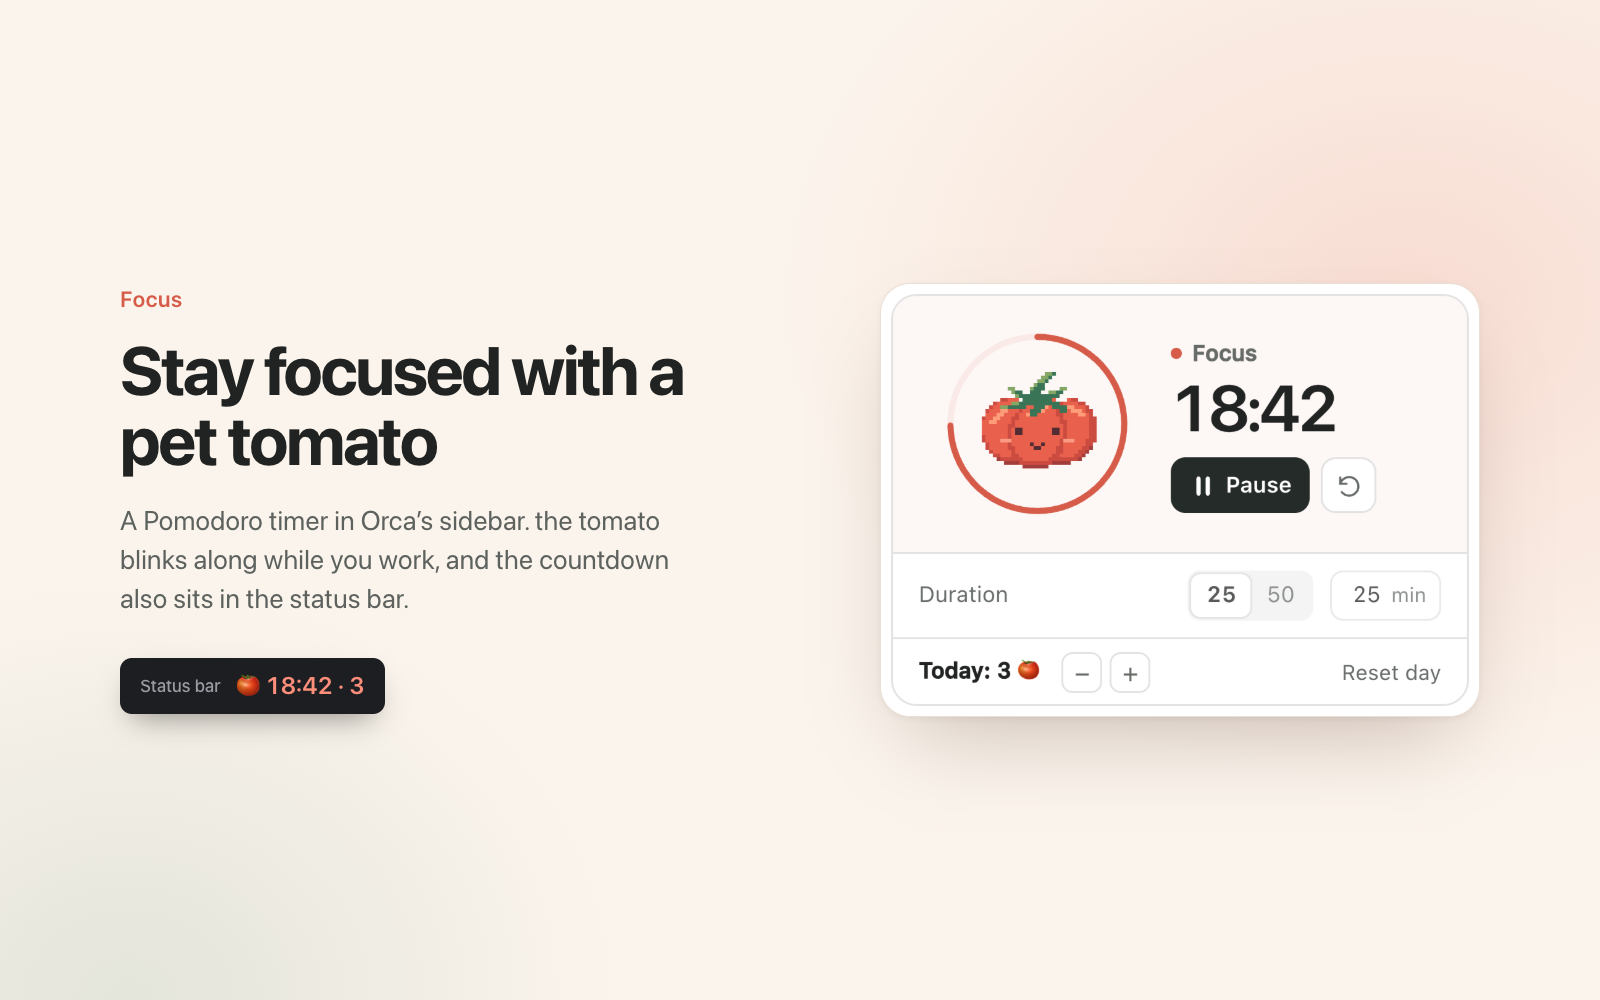 Focus
Stay focused with a
pet tomato
A Pomodoro timer in Orca’s sidebar. the tomato
blinks along while you work, and the countdown
also sits in the status bar.
Status bar 🍅 18:42 · 3
Focus
18:42
Pause
Duration 25 50 25 min
Today: 3 🍅 − + Reset day